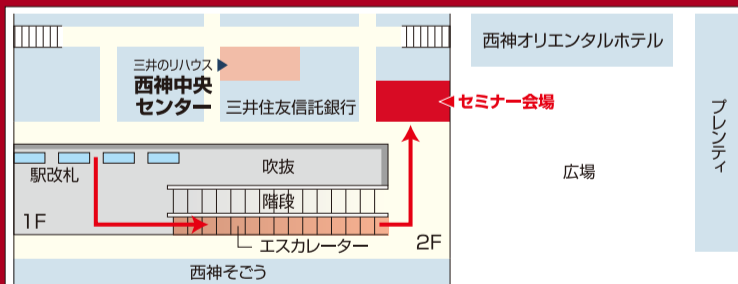 西神オリエンタルホテル
三井のリハウス
西神中央
センター
三井住友信託銀行
セミナー会場
プレンティ
広場
駅改札
吹抜
階段
1F
エスカレーター
2F
西神そごう